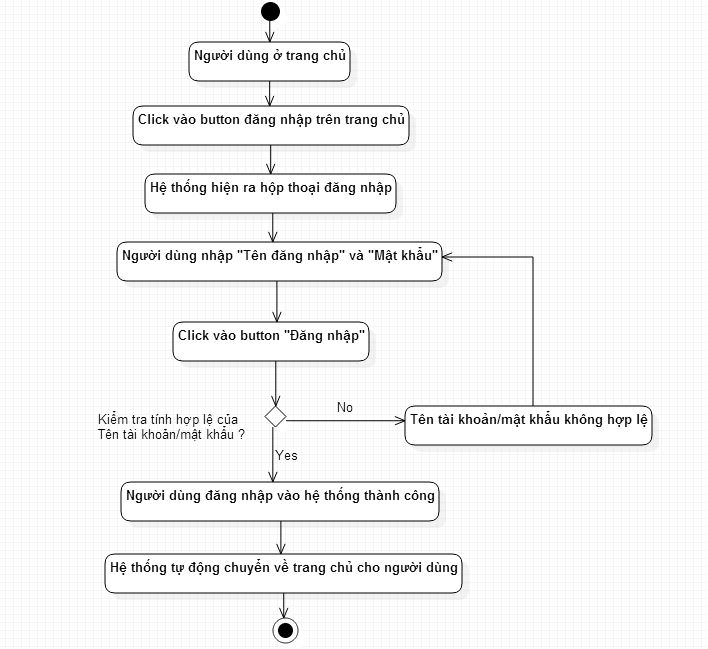 Người dùng ở trang chủ
Click vào button đăng nhập trên trang chủ
Hệ thống hiện ra hộp thoại đăng nhập
Người dùng nhập "Tên đăng nhập" và "Mật khẩu"
Click vào button "Đăng nhập"
Kiểm tra tính hợp lệ của
Tên tài khoản/mật khẩu ?
No
Tên tài khoản/mật khẩu không hợp lệ
Yes
Người dùng đăng nhập vào hệ thống thành công
Hệ thống tự động chuyển về trang chủ cho người dùng